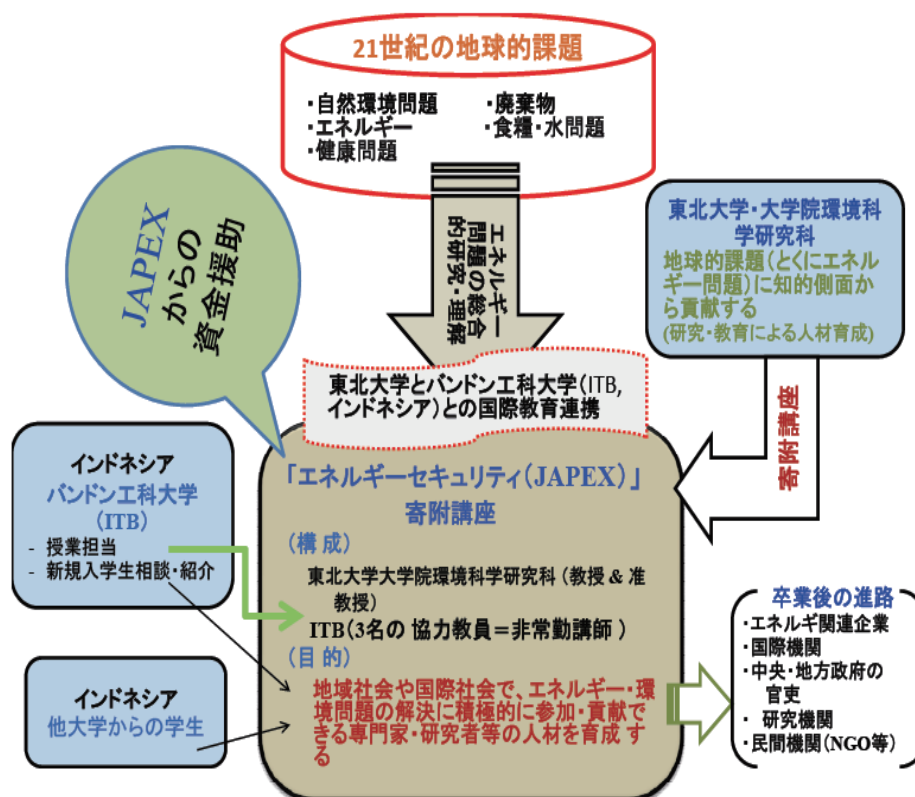 21世紀の地球的課題
・自然環境問題
・エネルギー
・健康問題
・廃棄物
・食糧・水問題
JAPEX
からの
資金援助
エネルギー
問題の総合
的研究・理解
東北大学・大学院環境科
学研究科
地球的課題(とくにエネル
ギー問題)に知的側面か
ら貢献する
(研究・教育による人材育成)
寄附講座
東北大学とバンドン工科大学(ITB,
インドネシア)との国際教育連携
「エネルギーセキュリティ(JAPEX)」
寄附講座
(構 成)
東北大学大学院環境科学研究科 (教授 & 准
教授)
ITB(3名の 協力教員=非常勤講師 )
(目 的)
地域社会や国際社会で、エネルギー・環
境問題の解決に積極的に参加・貢献で
きる専門家・研究者等の人材を育成 す
る
インドネシア
バンドン工科大学
(ITB)
- 授業担当
- 新規入学生相談・紹介
インドネシア
他大学からの学生
卒業後の進路
・エネルギ関連企業
・国際機関
・中央・地方政府の
官吏
・ 研究機関
・民間機関(NGO等)